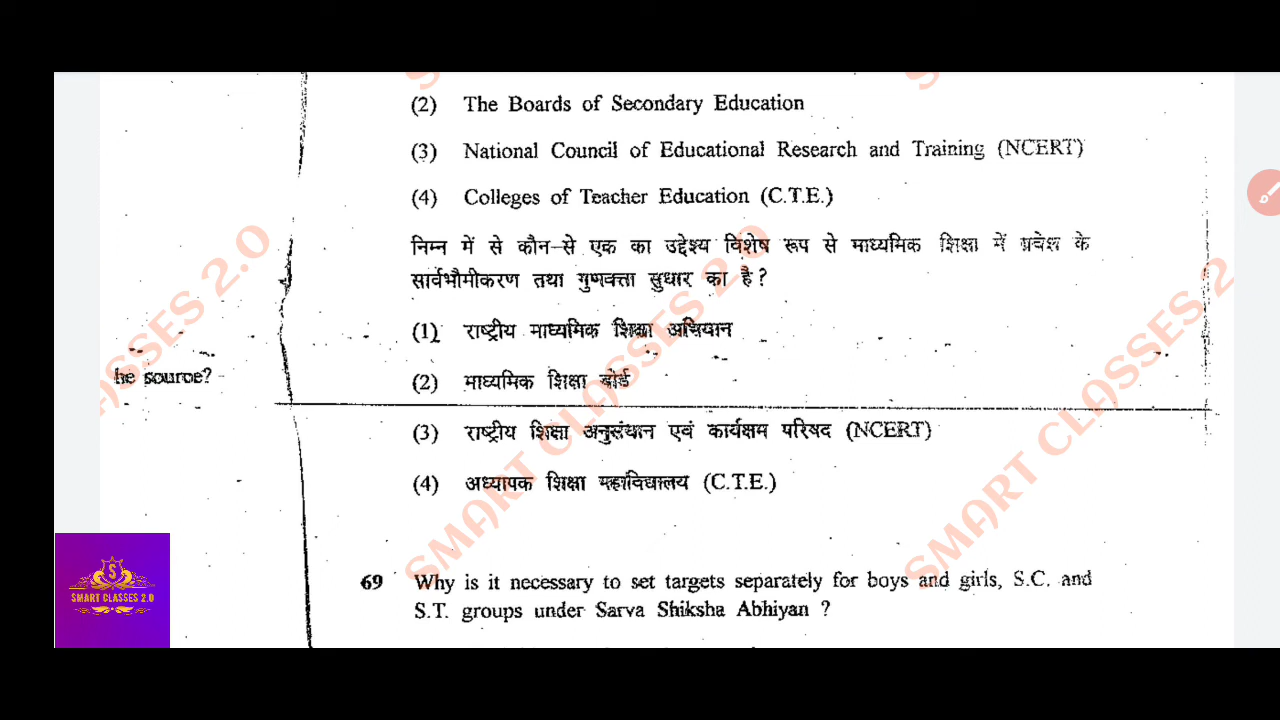 (2) The Boards of Secondary Education
(3) National Council of Educational Research and Training (NCERT)
(4) Colleges of Teacher Education (C.T.E.)
निम्न में से कौन-से एक का उद्देश्य विशेष रूप से माध्यमिक शिक्षा में प्रवेश के
सार्वभौमीकरण तथा गुणवत्ता सुधार का है?
(1) राष्ट्रीय माध्यमिक शिक्षा अभियान
he source?
(2) माध्यमिक शिक्षा बोर्ड
(3) राष्ट्रीय शिक्षा अनुसंधान एवं कार्यक्षम परिषद (NCERT)
(4) अध्यापक शिक्षा महाविद्यालय (C.T.E.)
69 Why is it necessary to set targets separately for boys and girls, S.C. and
S.T. groups under Sarva Shiksha Abhiyan ?
S
SMART CLASSES 2.0
SMART CLASSES 2.0
SMART CLASSES 2
ASSES 2.0